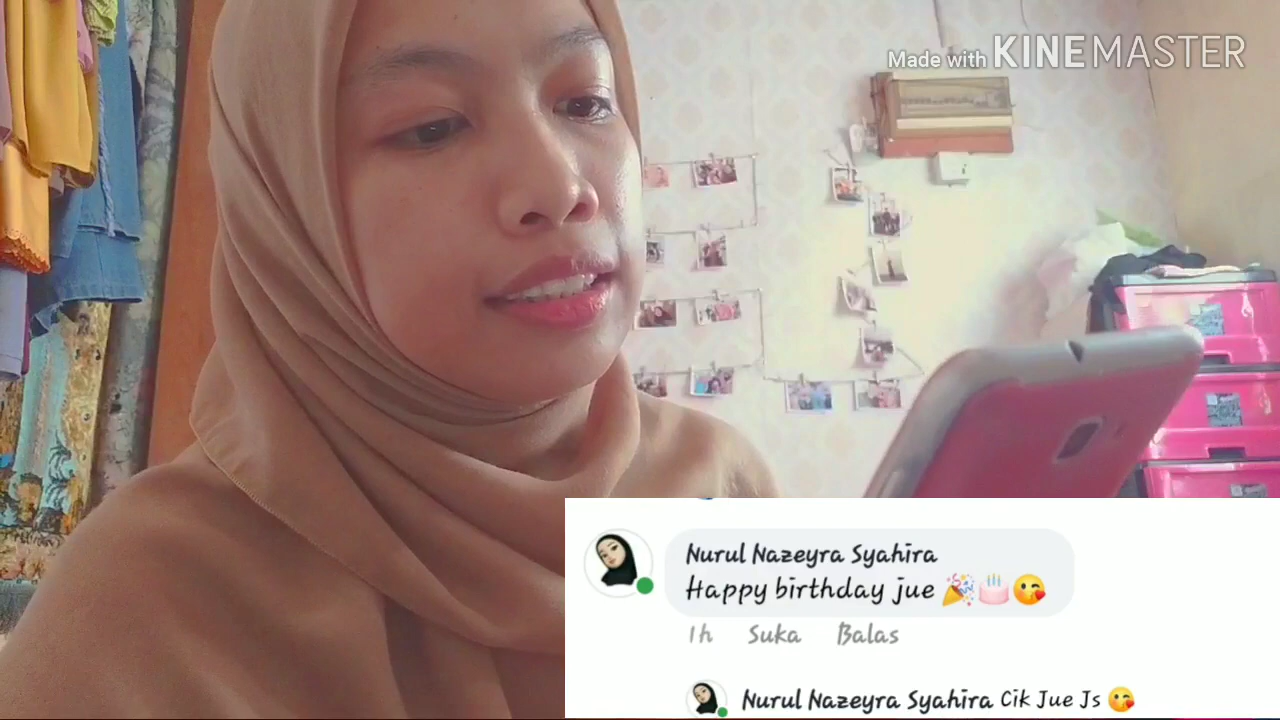 Made with KINEMASTER
Nurul Nazeyra Syahira
Happy birthday jue 🎉🎂😘
1h Suka Balas
Nurul Nazeyra Syahira Cik Jue Js 😘